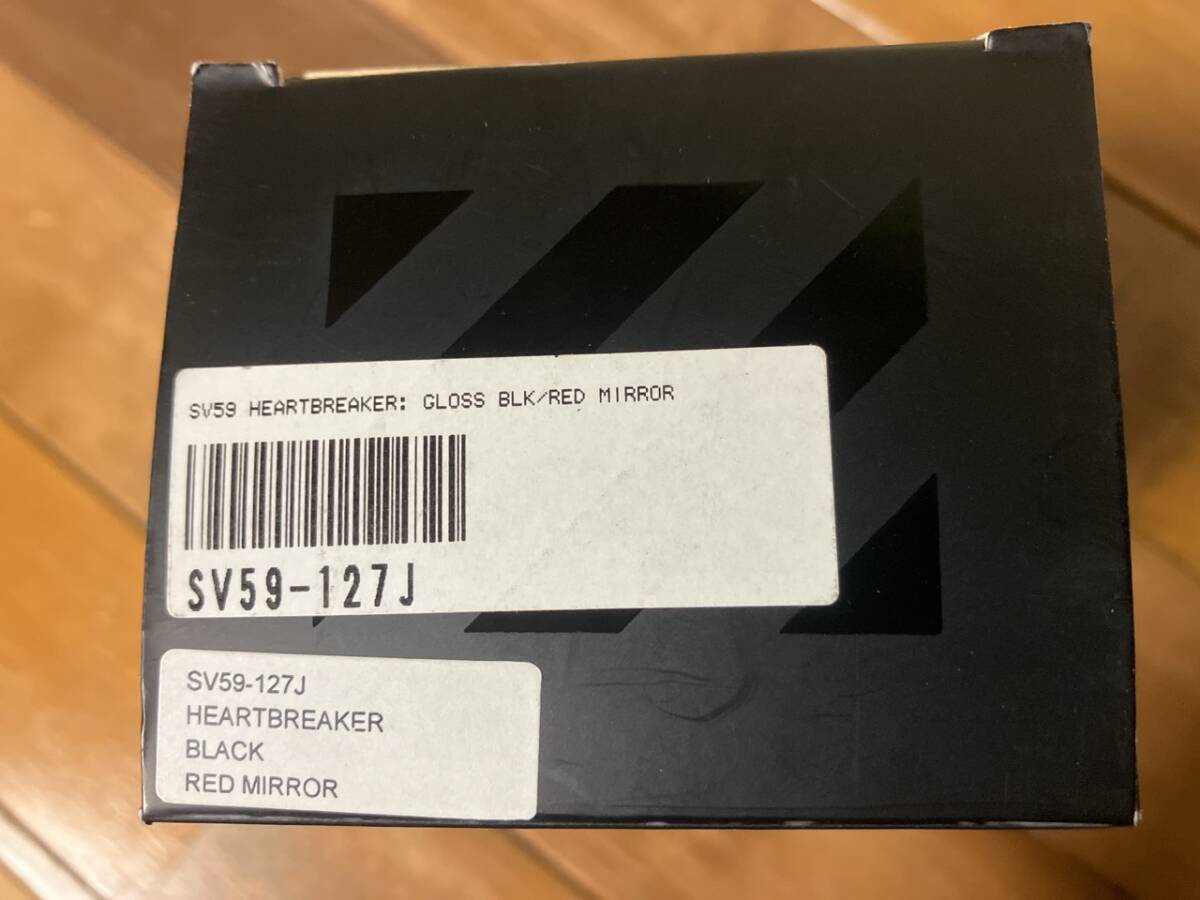 SV59 HEARTBREAKER: GLOSS BLK/RED MIRROR
SV59-127J
SV59-127J
HEARTBREAKER
BLACK
RED MIRROR